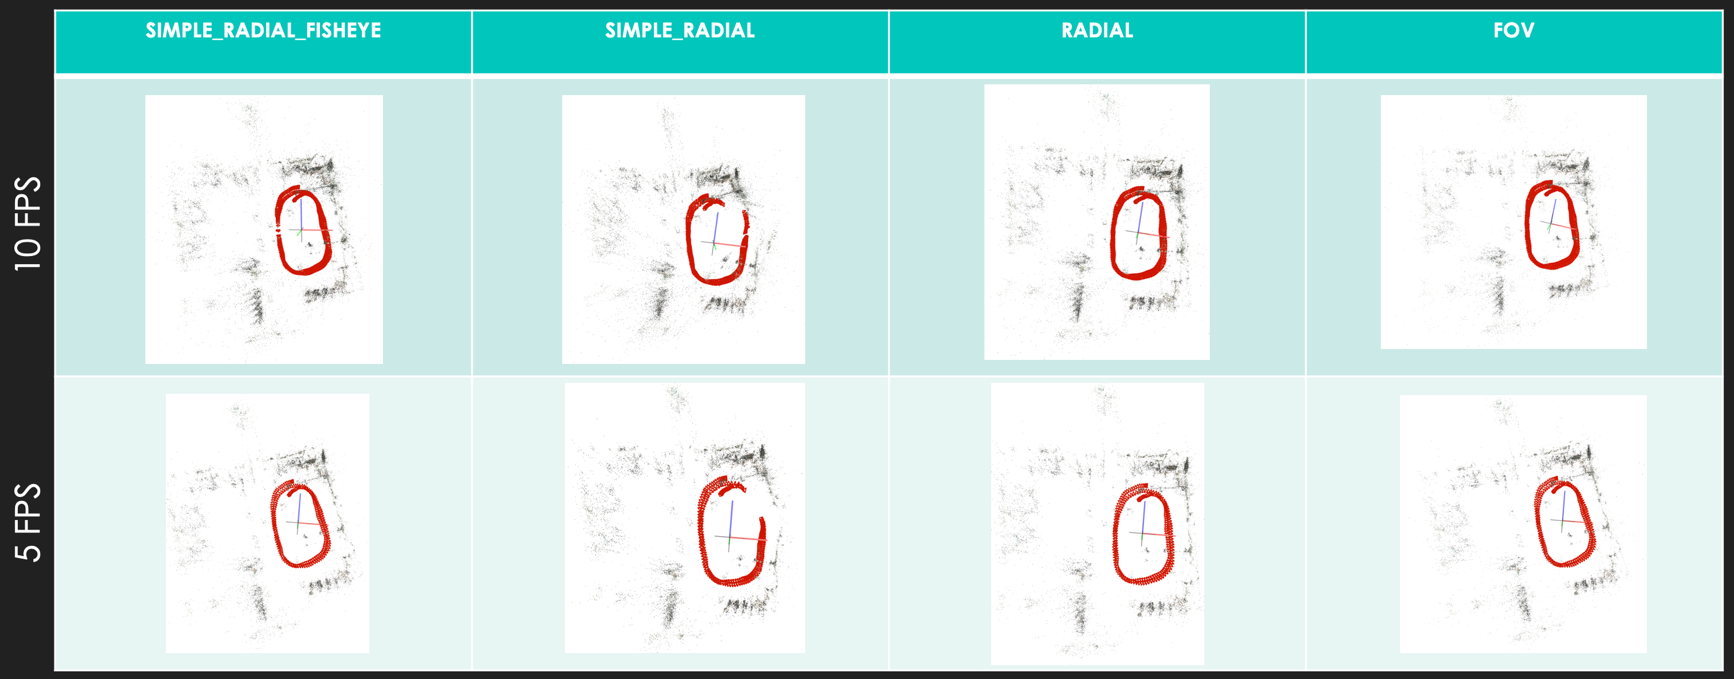 SIMPLE_RADIAL_FISHEYE
SIMPLE_RADIAL
RADIAL
FOV
10 FPS
5 FPS